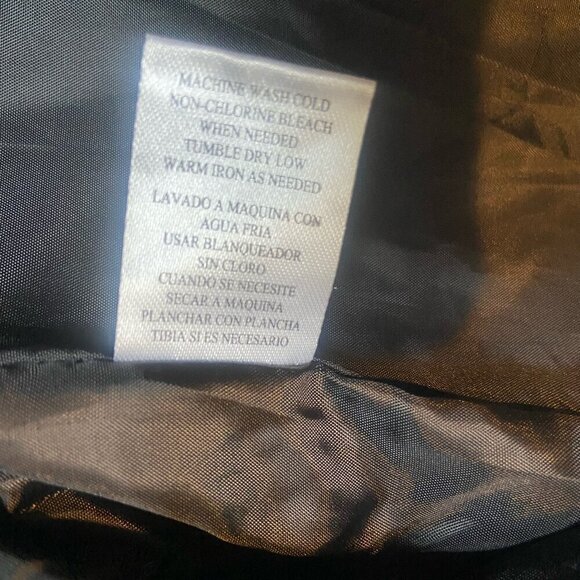 MACHINE WASH COLD
NON-CHLORINE BLEACH
WHEN NEEDED
TUMBLE DRY LOW
WARM IRON AS NEEDED
LAVADO A MAQUINA CON
AGUA FRIA
USAR BLANQUEADOR
SIN CLORO
CUANDO SE NECESITE
SECAR A MAQUINA
PLANCHAR CON PLANCHA
TIBIA SI ES NECESARIO